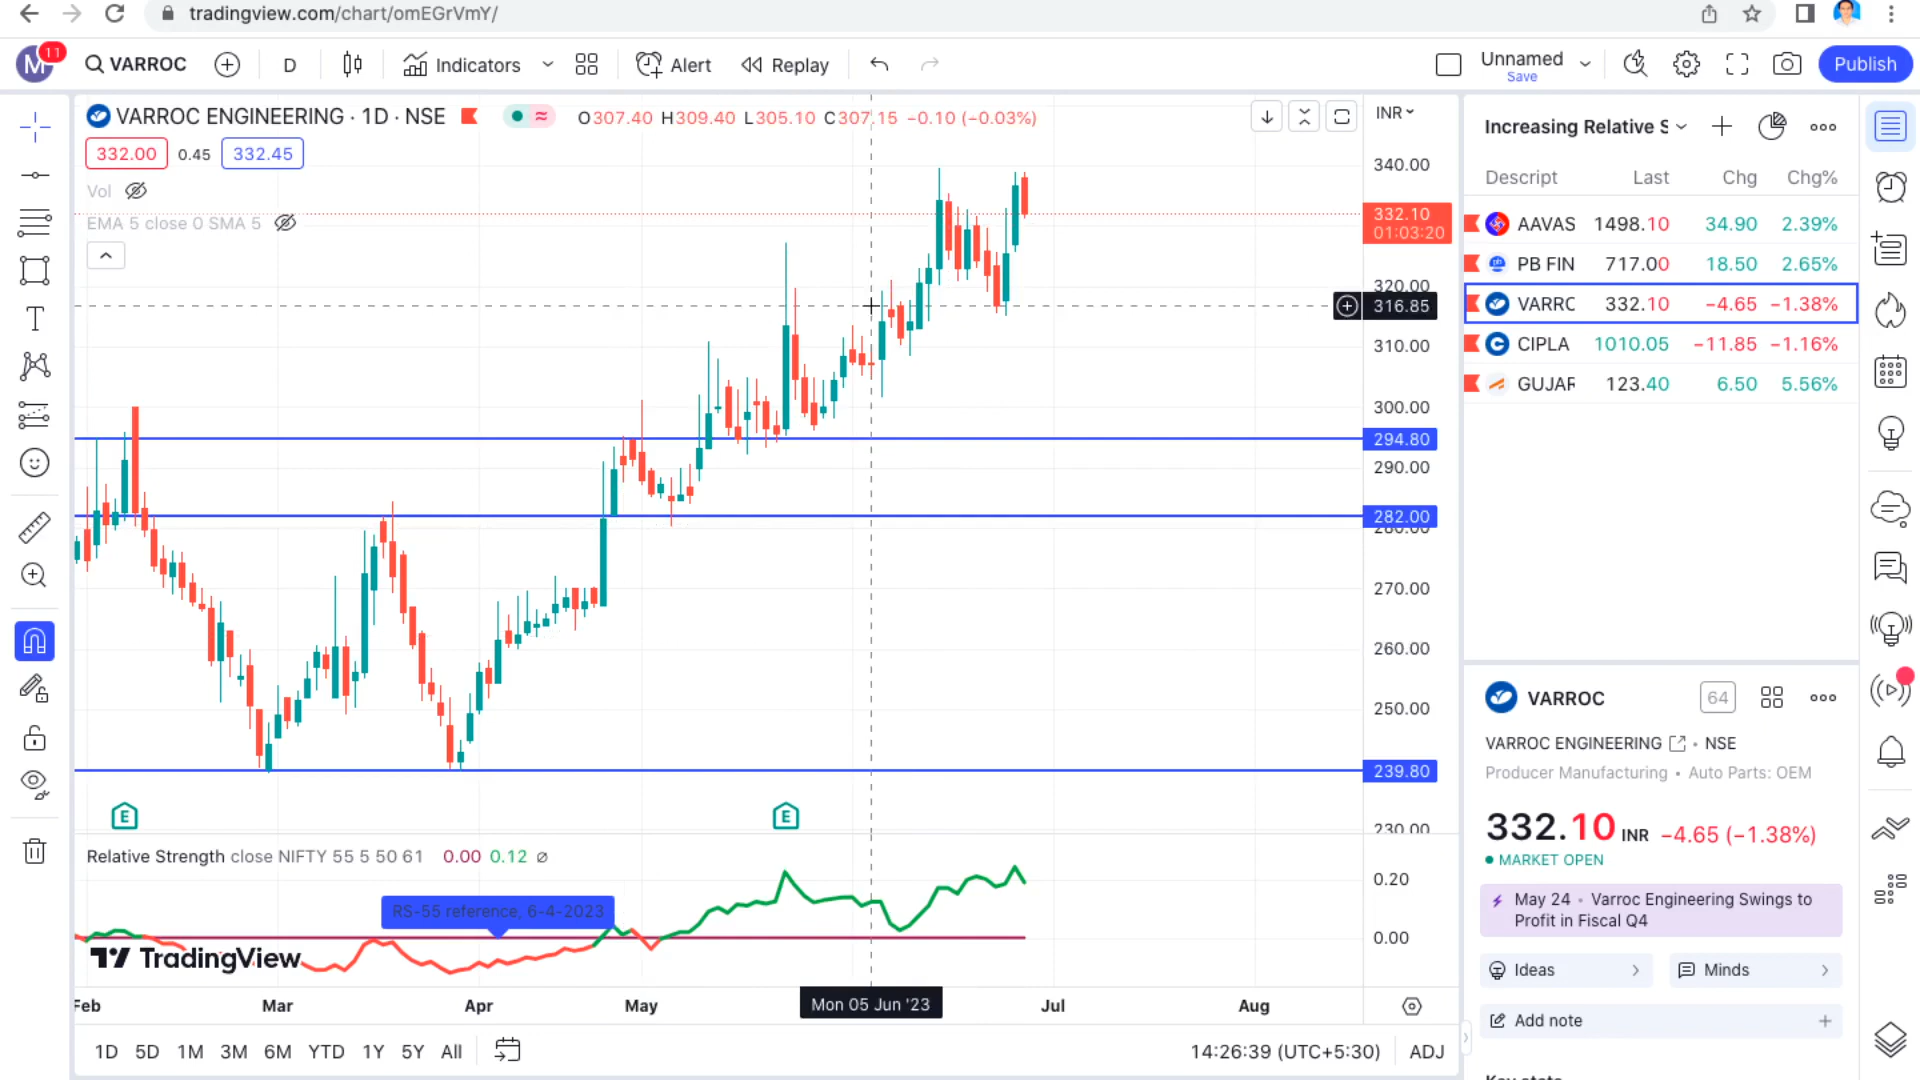 tradingview.com/chart/omEGrVmY/
M 11 VARROC D Indicators Alert Replay Unnamed Save Publish
VARROC ENGINEERING · 1D · NSE O307.40 H309.40 L305.10 C307.15 −0.10 (−0.03%) INR
332.00 0.45 332.45
Vol
EMA 5 close 0 SMA 5
340.00
332.10
01:03:20
320.00
316.85
310.00
300.00
294.80
290.00
282.00
280.00
270.00
260.00
250.00
239.80
230.00
E E
Relative Strength close NIFTY 55 5 50 61 0.00 0.12 ∅
0.20
RS-55 reference, 6-4-2023
0.00
TradingView
Feb Mar Apr May Mon 05 Jun '23 Jul Aug
1D 5D 1M 3M 6M YTD 1Y 5Y All 14:26:39 (UTC+5:30) ADJ
Increasing Relative S
Descript Last Chg Chg%
AAVAS 1498.10 34.90 2.39%
PB FIN 717.00 18.50 2.65%
VARRC 332.10 −4.65 −1.38%
CIPLA 1010.05 −11.85 −1.16%
GUJAR 123.40 6.50 5.56%
VARROC 64
VARROC ENGINEERING • NSE
Producer Manufacturing • Auto Parts: OEM
332.10 INR −4.65 (−1.38%)
MARKET OPEN
May 24 • Varroc Engineering Swings to
Profit in Fiscal Q4
Ideas Minds
Add note
Key stats